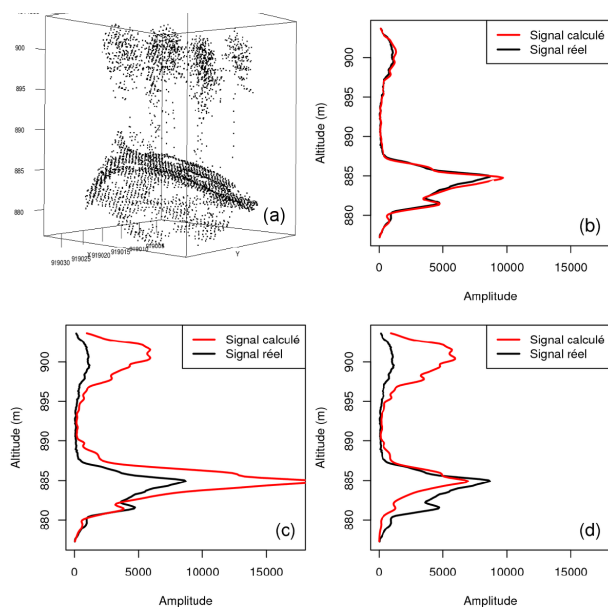 900
895
890
885
880
919030
919025
919020
919015
919010
Y
(a)
Signal calculé
Signal réel
Altitude (m)
900
895
890
885
880
0
5000
10000
15000
Amplitude
(b)
Signal calculé
Signal réel
Altitude (m)
900
895
890
885
880
0
5000
10000
15000
Amplitude
(c)
Signal calculé
Signal réel
Altitude (m)
900
895
890
885
880
0
5000
10000
15000
Amplitude
(d)